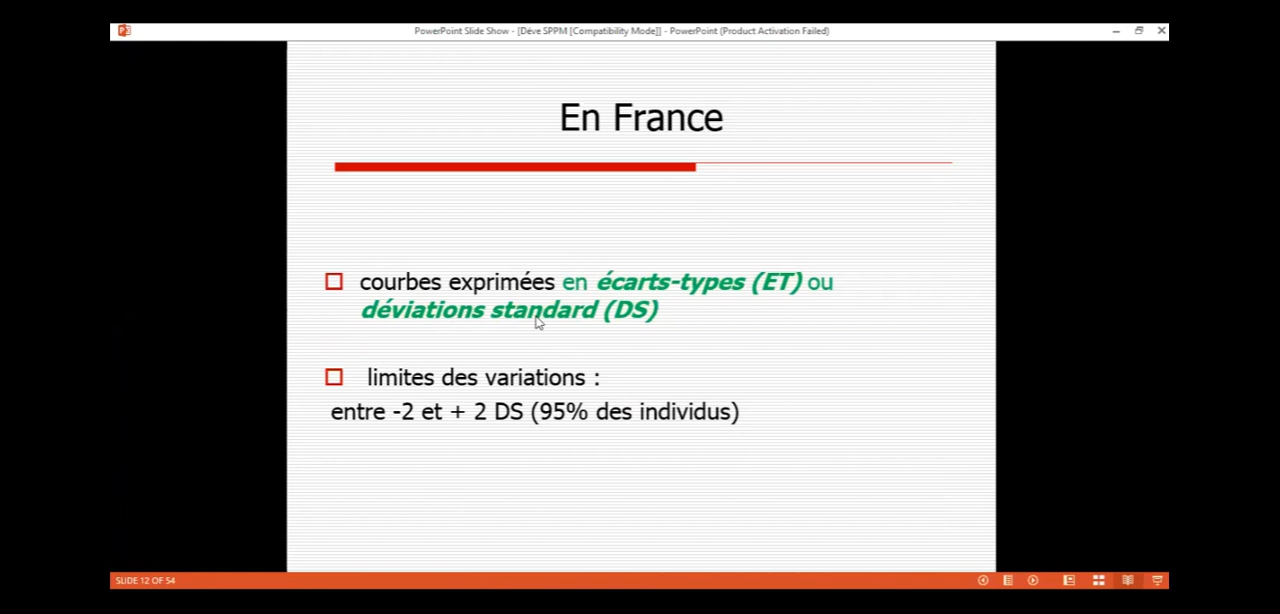 PowerPoint Slide Show - [Déve SPPM [Compatibility Mode]] - PowerPoint (Product Activation Failed)
En France
courbes exprimées en écarts-types (ET) ou
déviations standard (DS)
limites des variations :
entre -2 et + 2 DS (95% des individus)
SLIDE 12 OF 54